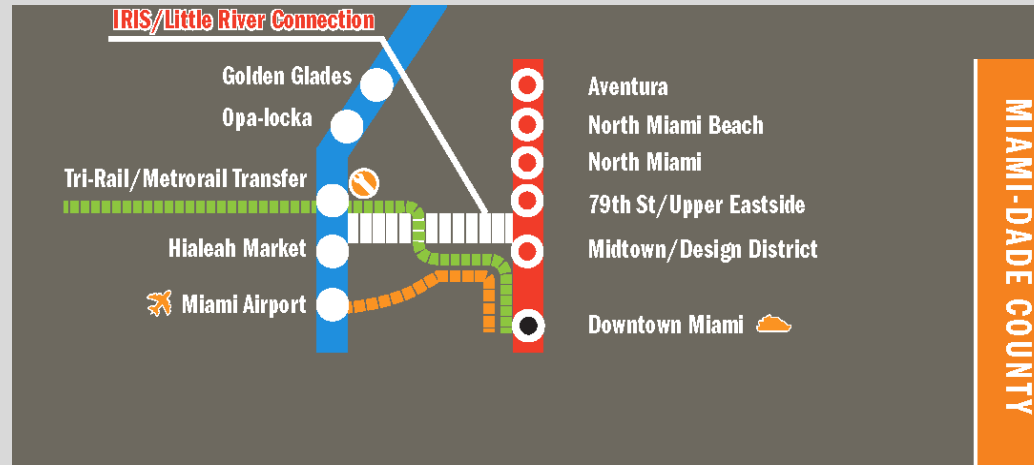 IRIS/Little River Connection
Golden Glades
Opa-locka
Tri-Rail/Metrorail Transfer
Hialeah Market
Miami Airport
Aventura
North Miami Beach
North Miami
79th St/Upper Eastside
Midtown/Design District
Downtown Miami
MIAMI-DADE COUNTY